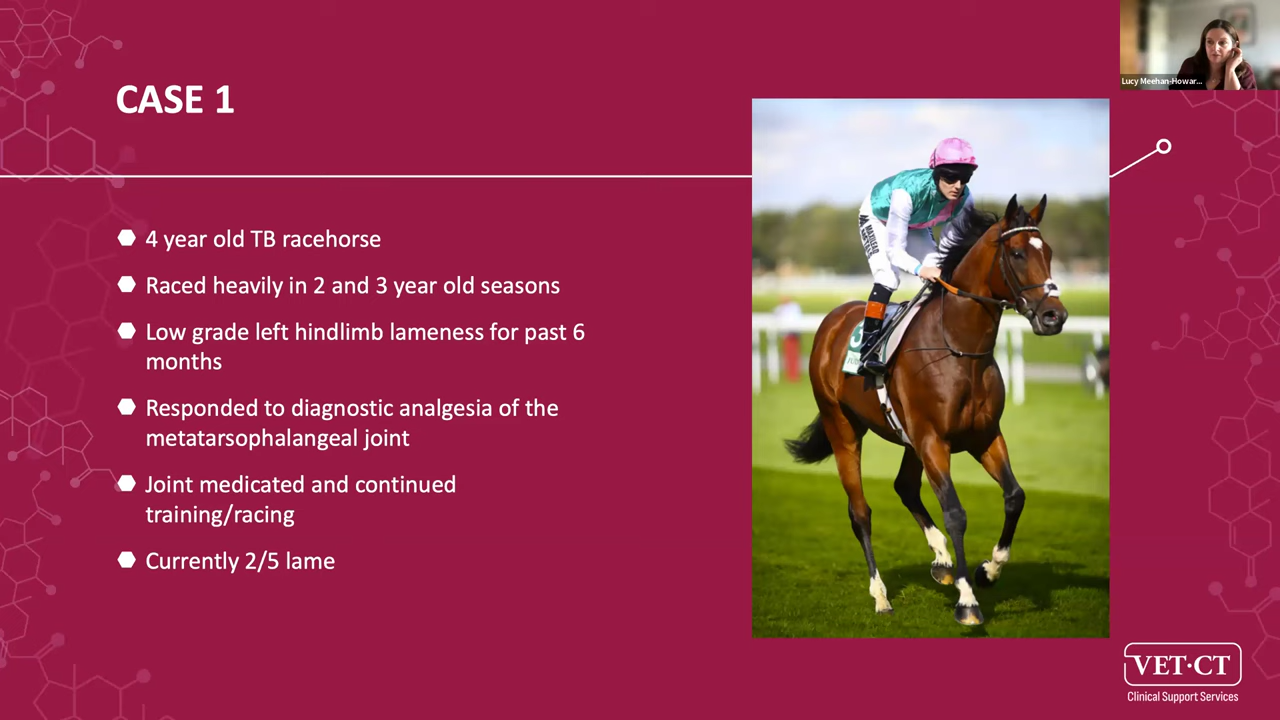 Lucy Meehan-Howar...
CASE 1
4 year old TB racehorse
Raced heavily in 2 and 3 year old seasons
Low grade left hindlimb lameness for past 6
months
Responded to diagnostic analgesia of the
metatarsophalangeal joint
Joint medicated and continued
training/racing
Currently 2/5 lame
VET·CT
Clinical Support Services